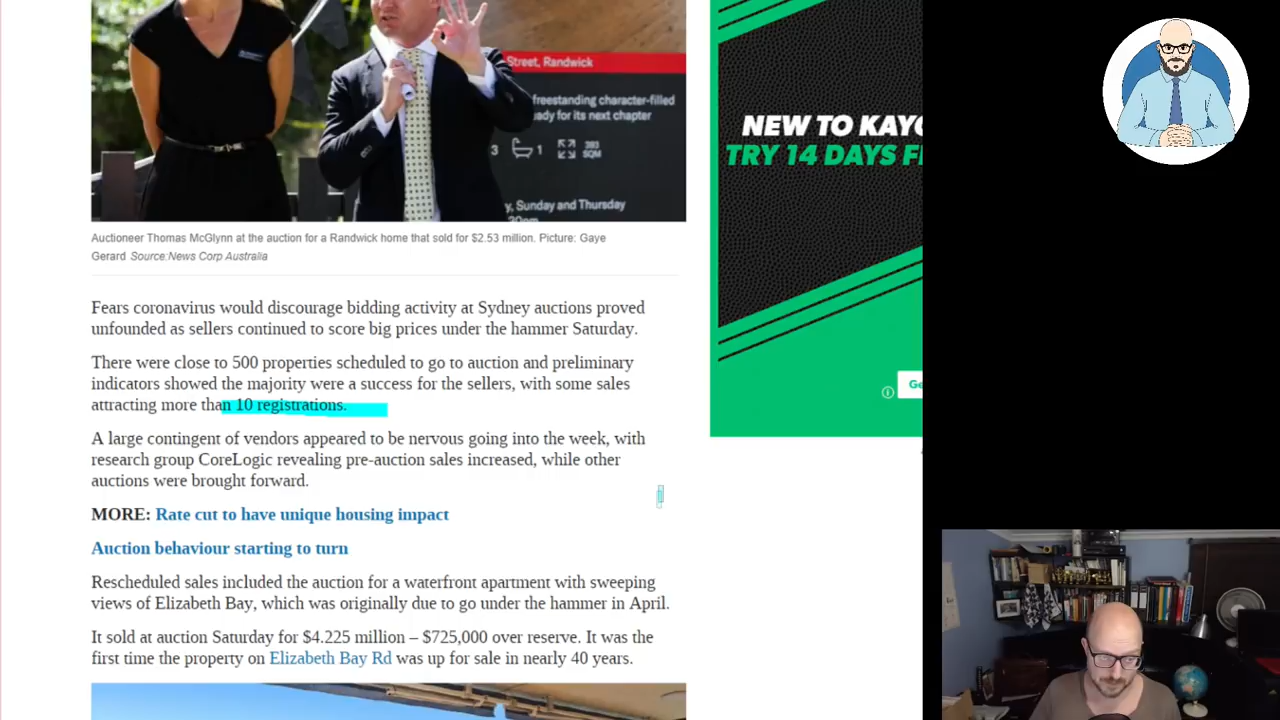 Street, Randwick
freestanding character-filled
ady for its next chapter
3 1 393
SQM
y, Sunday and Thursday
30pm
NEW TO KAYO
TRY 14 DAYS F
Auctioneer Thomas McGlynn at the auction for a Randwick home that sold for $2.53 million. Picture: Gaye
Gerard Source:News Corp Australia
Fears coronavirus would discourage bidding activity at Sydney auctions proved
unfounded as sellers continued to score big prices under the hammer Saturday.
There were close to 500 properties scheduled to go to auction and preliminary
indicators showed the majority were a success for the sellers, with some sales
attracting more than 10 registrations.
Ge
A large contingent of vendors appeared to be nervous going into the week, with
research group CoreLogic revealing pre-auction sales increased, while other
auctions were brought forward.
MORE: Rate cut to have unique housing impact
Auction behaviour starting to turn
Rescheduled sales included the auction for a waterfront apartment with sweeping
views of Elizabeth Bay, which was originally due to go under the hammer in April.
It sold at auction Saturday for $4.225 million – $725,000 over reserve. It was the
first time the property on Elizabeth Bay Rd was up for sale in nearly 40 years.